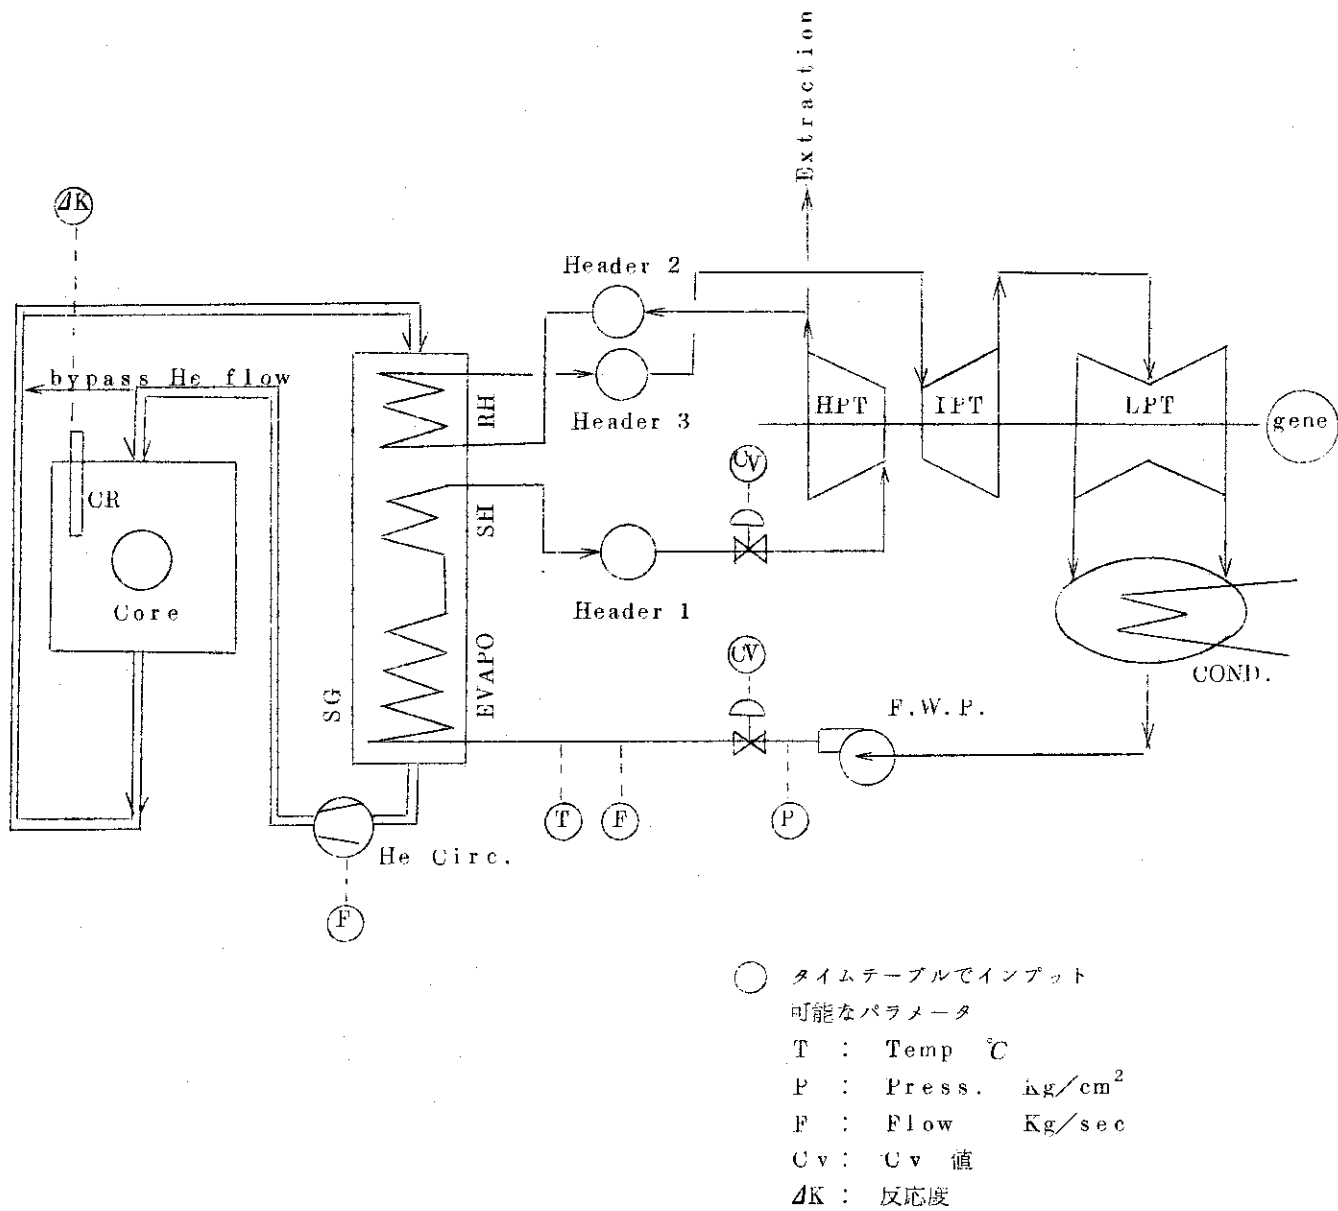 Extraction
ΔK
Header 2
bypass He flow
RH
Header 3
HPT
IPT
LPT
gene
CV
CR
SH
Core
Header 1
EVAPO
SG
CV
COND.
F.W.P.
T
F
P
He Circ.
F
タイムテーブルでインプット
可能なパラメータ
T : Temp ℃
P : Press. Kg/cm²
F : Flow Kg/sec
Cv : Cv 値
ΔK : 反応度